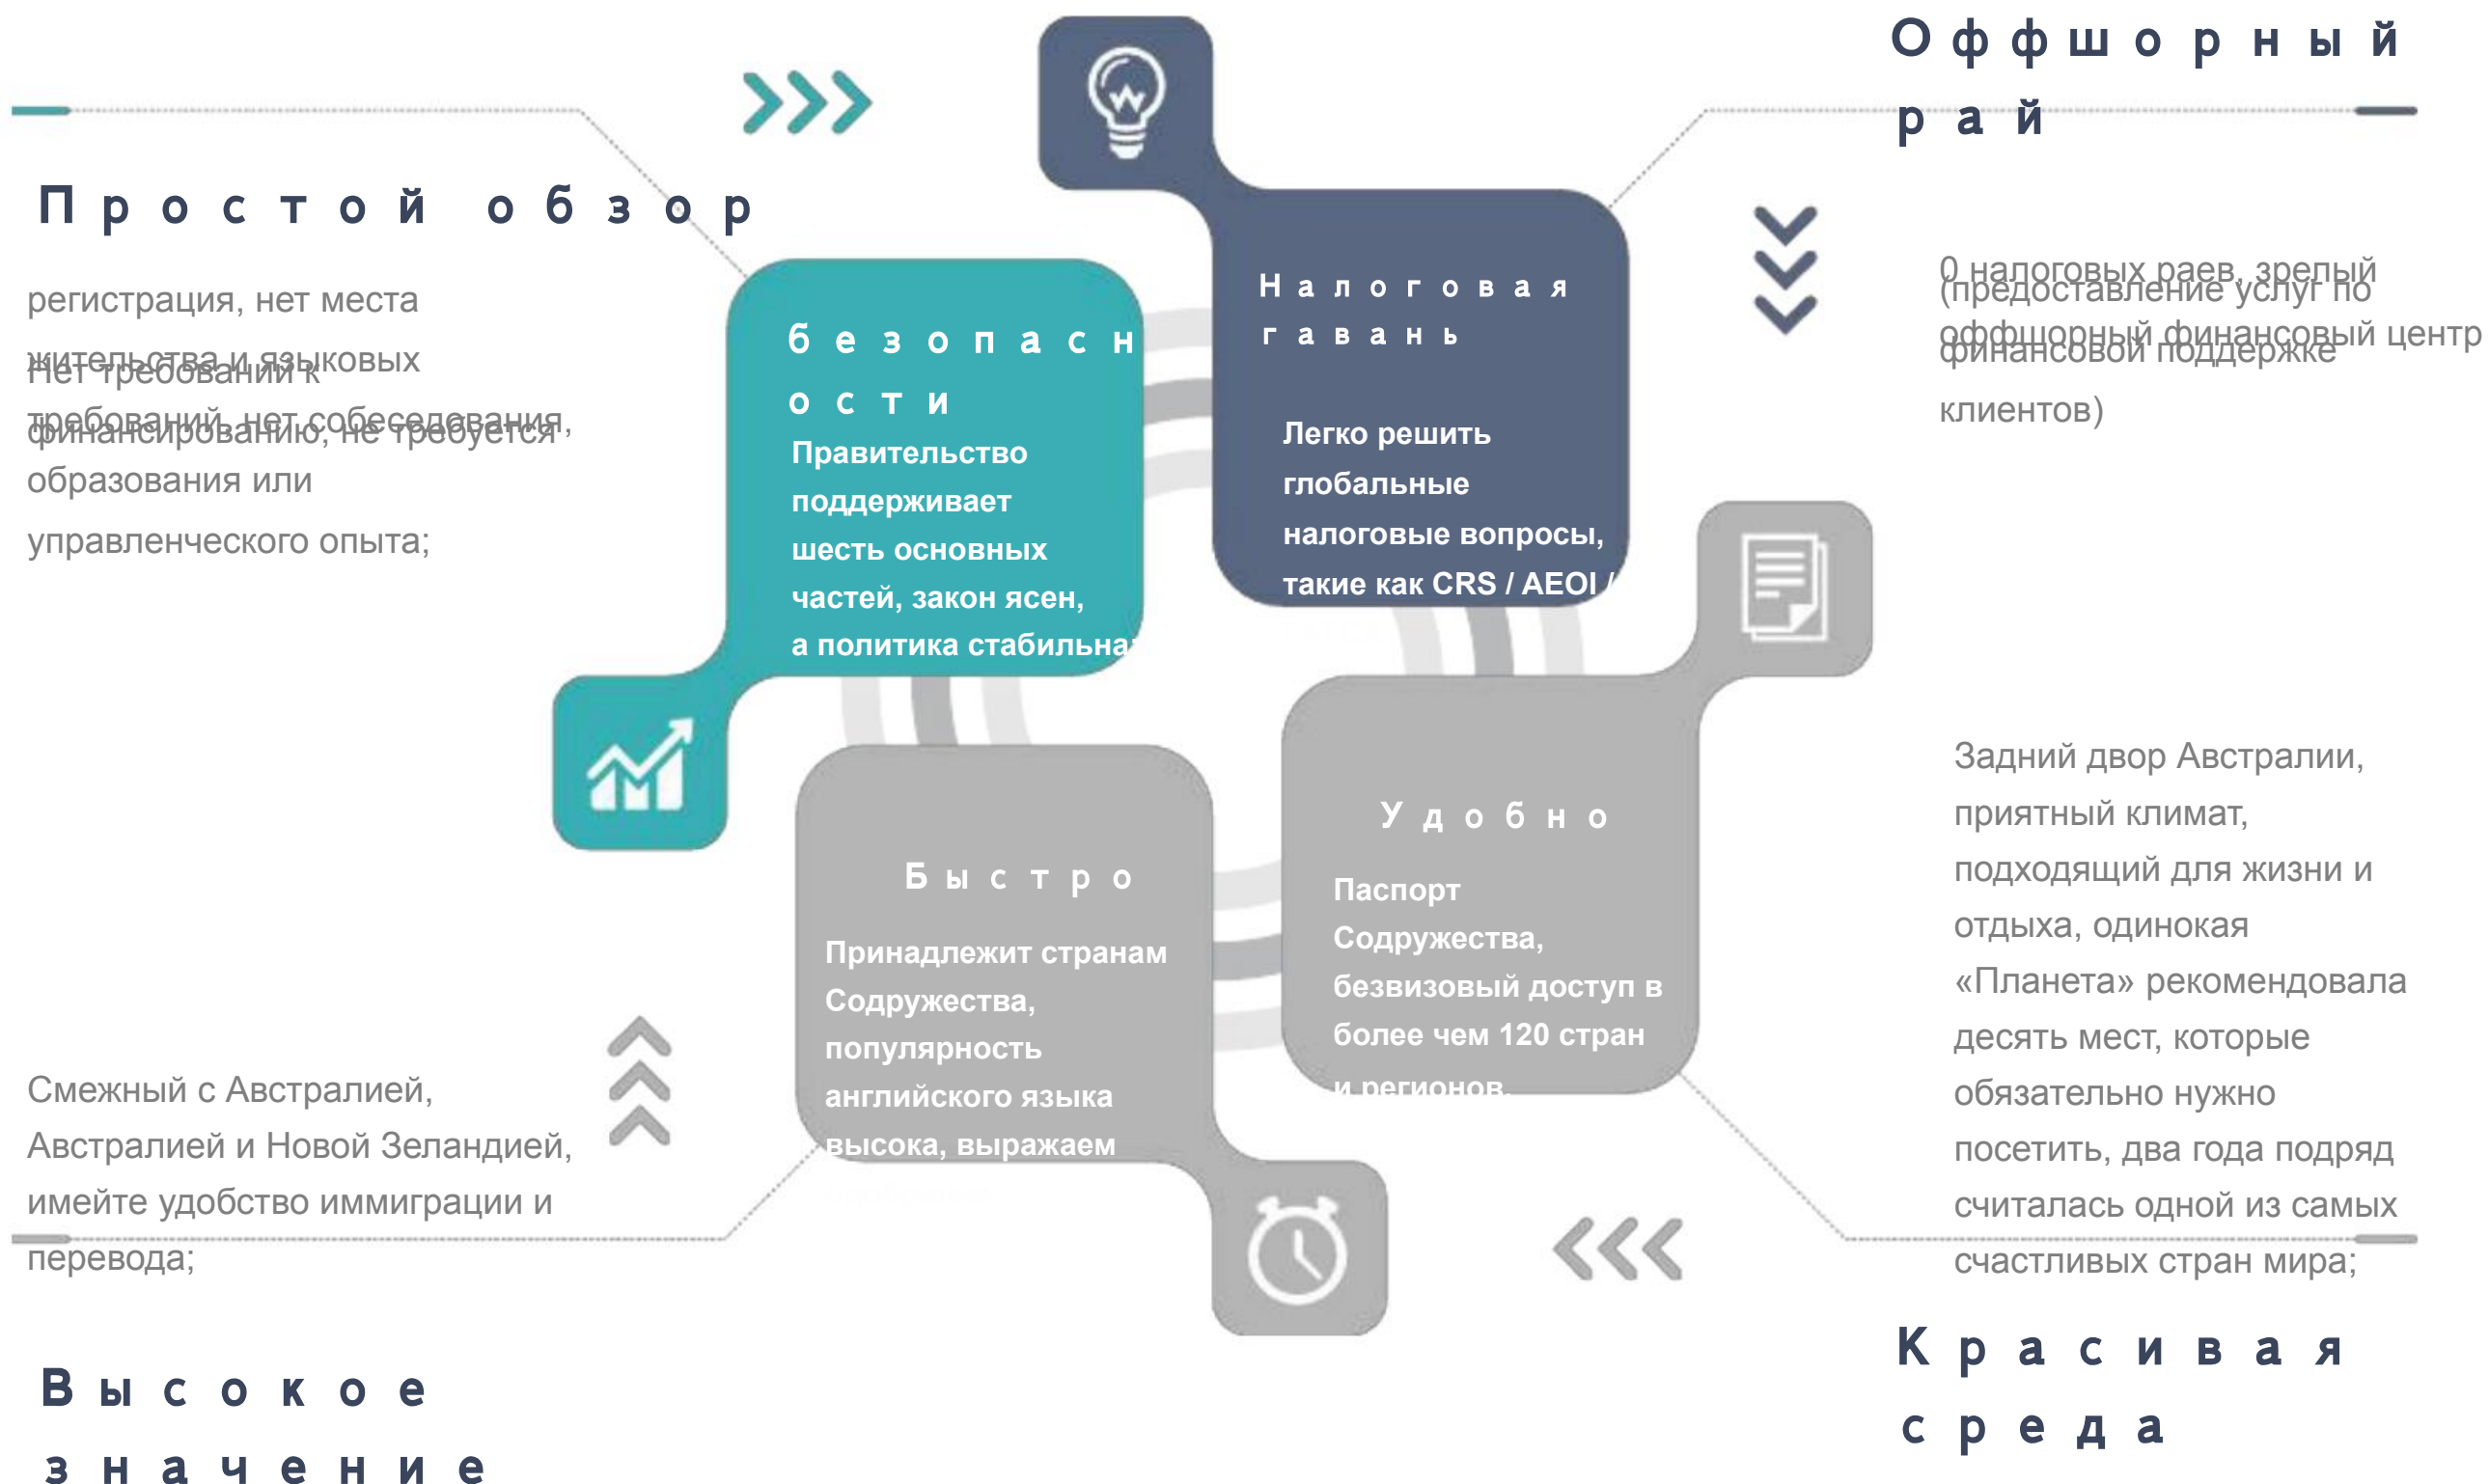 Простой обзор
регистрация, нет места
жительства и языковых
требований, нет собеседования,
Нет требований к
финансированию, не требуется
образования или
управленческого опыта;
безопасн
ости
Правительство
поддерживает
шесть основных
частей, закон ясен,
а политика стабильна;
Налоговая
гавань
Легко решить
глобальные
налоговые вопросы,
такие как CRS / AEOI /
Оффшорный
рай
0 налоговых раев, зрелый
оффшорный финансовый центр
(предоставление услуг по
финансовой поддержке
клиентов)
Быстро
Принадлежит странам
Содружества,
популярность
английского языка
высока, выражаем
Удобно
Паспорт
Содружества,
безвизовый доступ в
более чем 120 стран
и регионов.
Смежный с Австралией,
Австралией и Новой Зеландией,
имейте удобство иммиграции и
перевода;
Высокое
значение
Задний двор Австралии,
приятный климат,
подходящий для жизни и
отдыха, одинокая
«Планета» рекомендовала
десять мест, которые
обязательно нужно
посетить, два года подряд
считалась одной из самых
счастливых стран мира;
Красивая
среда